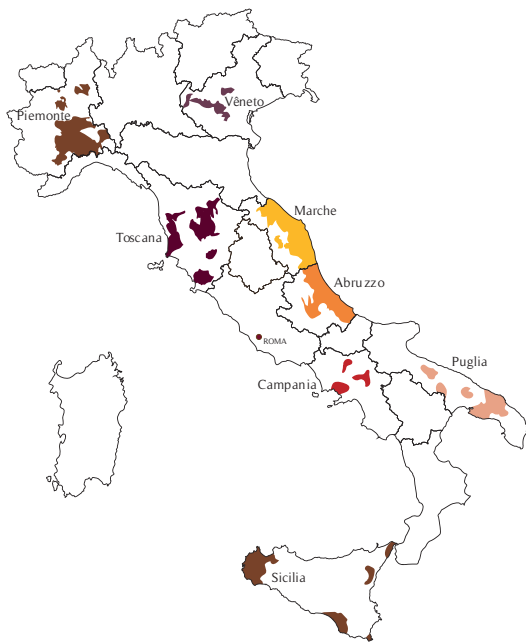 Vêneto
Piemonte
Marche
Toscana
Abruzzo
ROMA
Puglia
Campania
Sicilia